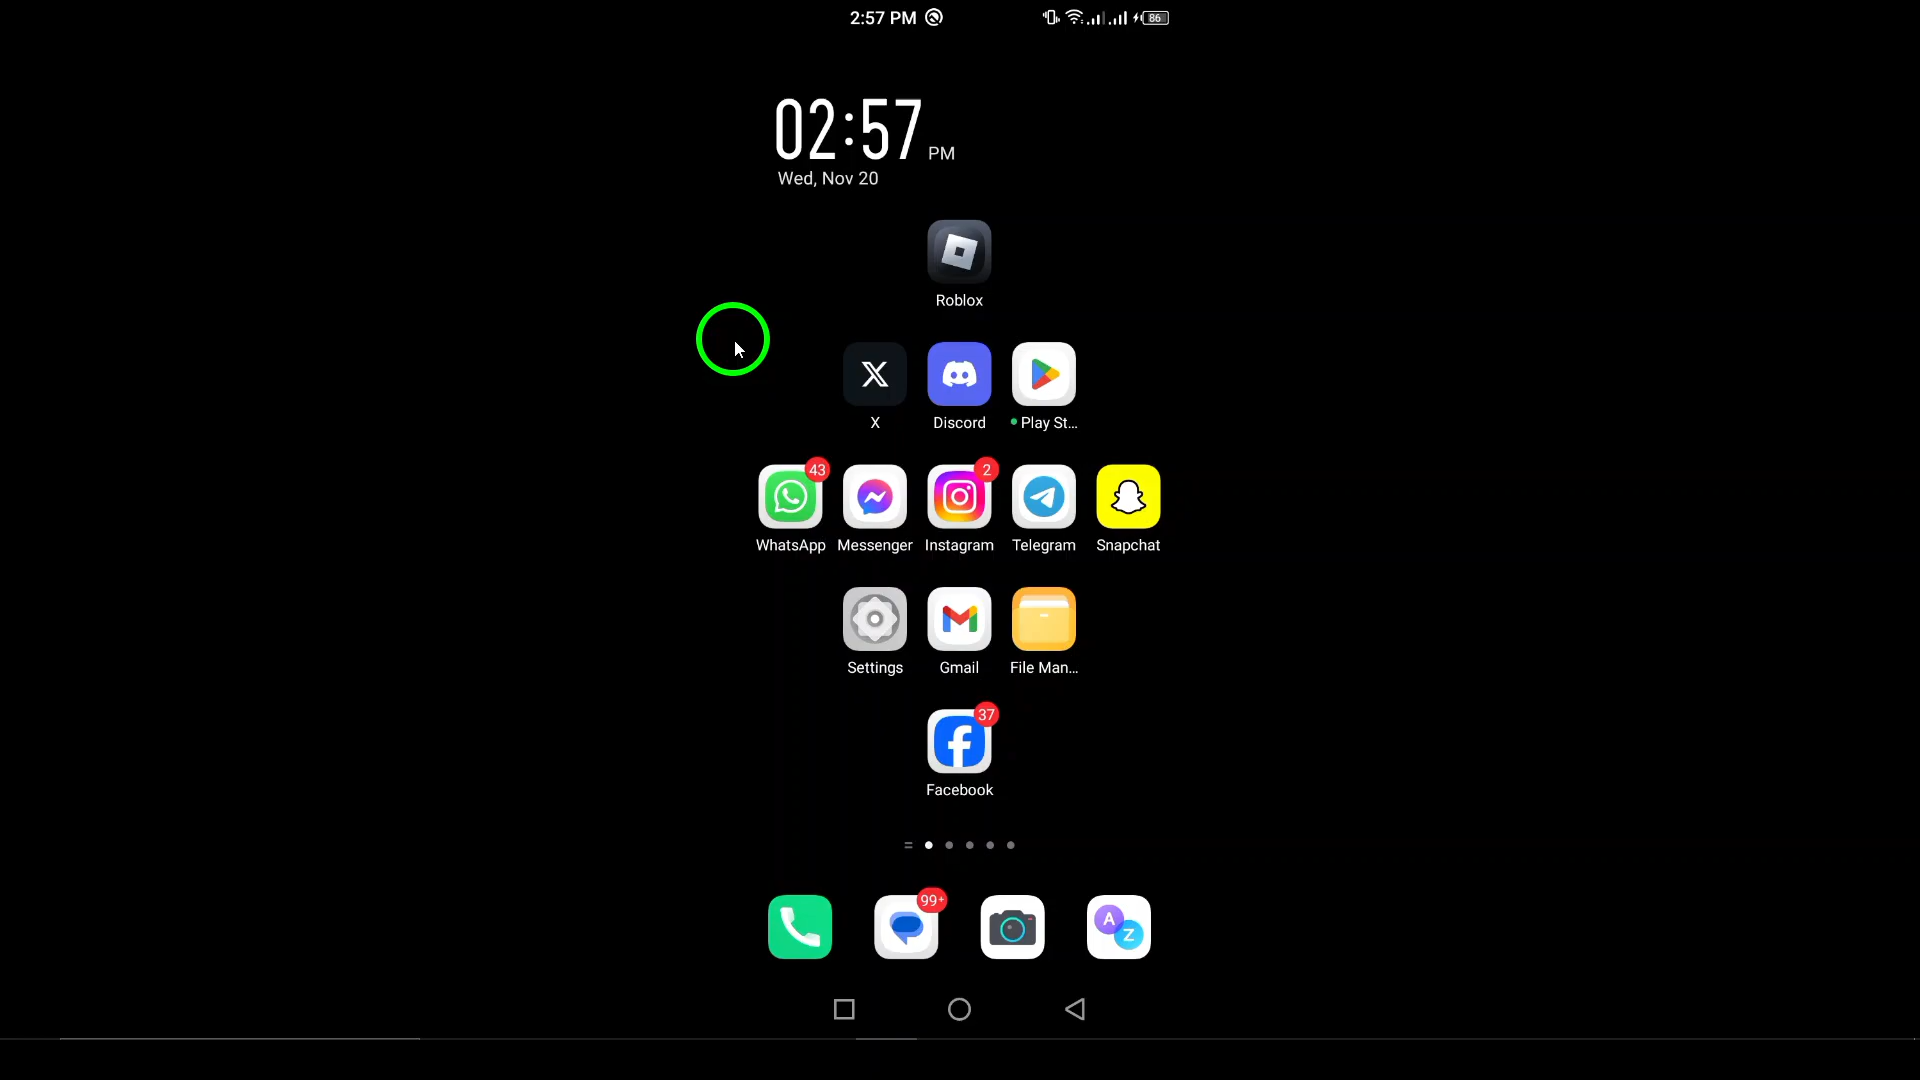 2:57 PM
86
02:57 PM
Wed, Nov 20
Roblox
X Discord Play St...
43 2
WhatsApp Messenger Instagram Telegram Snapchat
Settings Gmail File Man...
37
Facebook
99+
A Z